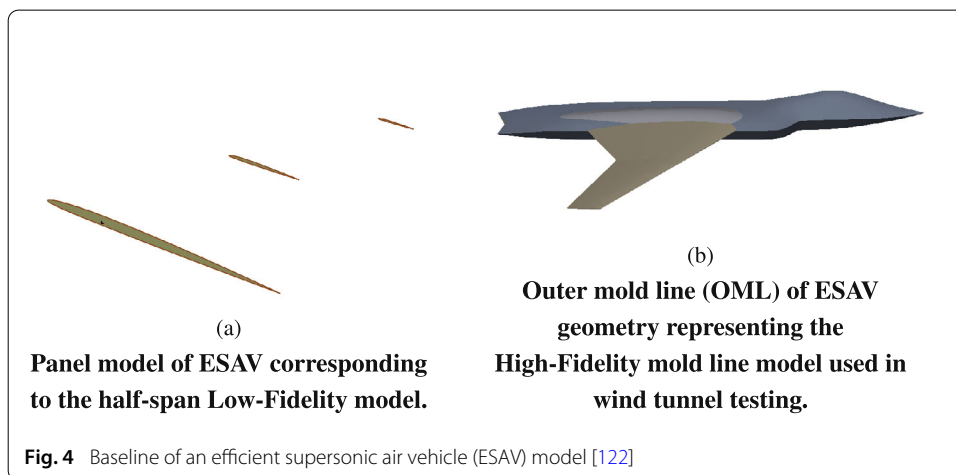 (a)
Panel model of ESAV corresponding
to the half-span Low-Fidelity model.
(b)
Outer mold line (OML) of ESAV
geometry representing the
High-Fidelity mold line model used in
wind tunnel testing.
Fig. 4 Baseline of an efficient supersonic air vehicle (ESAV) model [122]